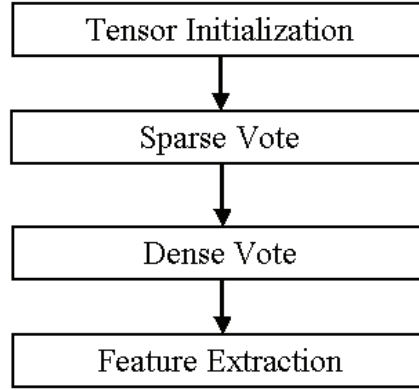 Tensor Initialization
Sparse Vote
Dense Vote
Feature Extraction